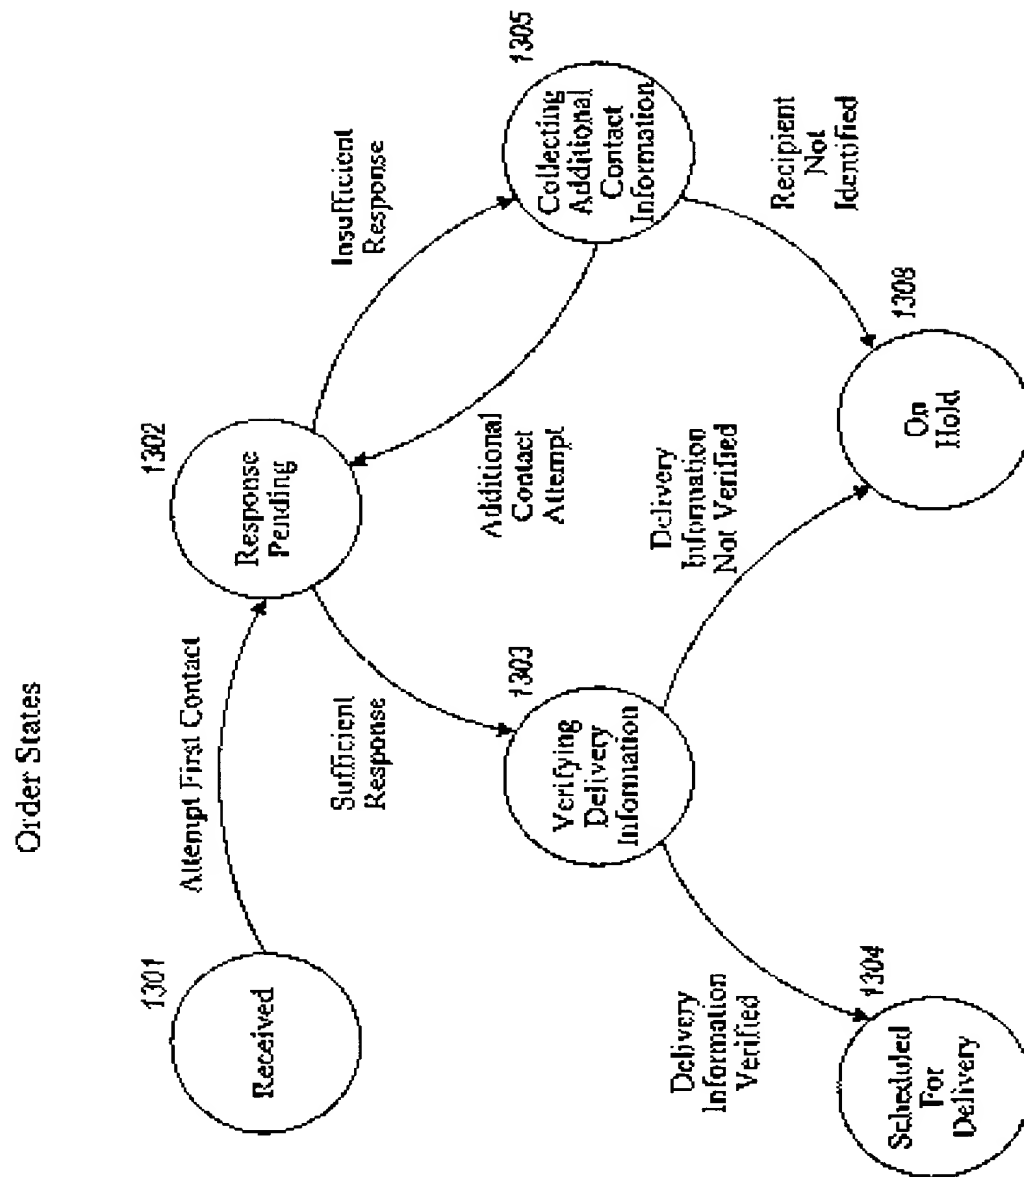 Order States
1301
Received
Attempt First Contact
1302
Response
Pending
Sufficient
Response
Insufficient
Response
1303
Verifying
Delivery
Information
Additional
Contact
Attempt
1305
Collecting
Additional
Contact
Information
Delivery
Information
Verified
Delivery
Information
Not Verified
Recipient
Not
Identified
1304
Scheduled
For
Delivery
1308
On
Hold